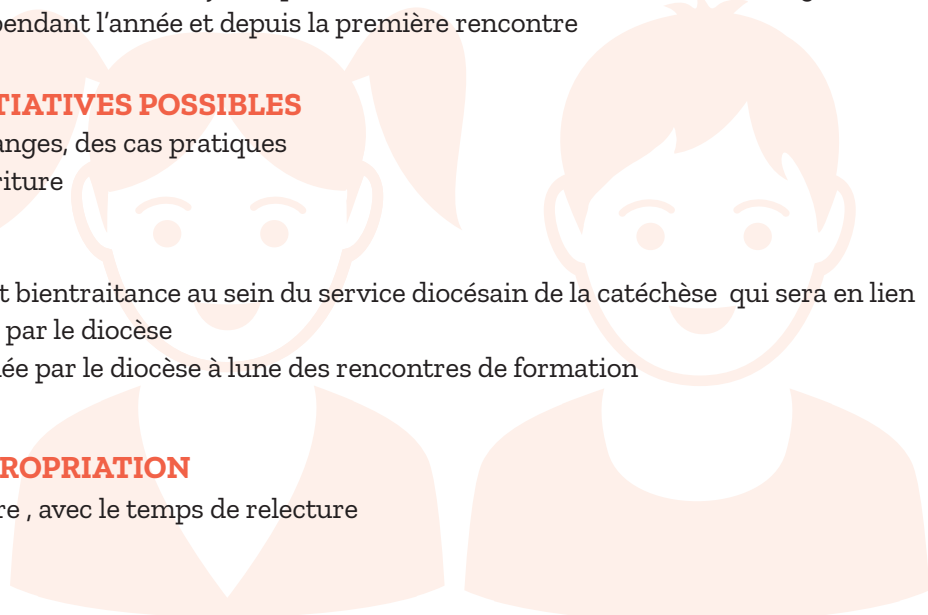 pendant l’année et depuis la première rencontre
TIATIVES POSSIBLES
anges, des cas pratiques
riture
t bientraitance au sein du service diocésain de la catéchèse  qui sera en lien
par le diocèse
ée par le diocèse à lune des rencontres de formation
ROPRIATION
re , avec le temps de relecture